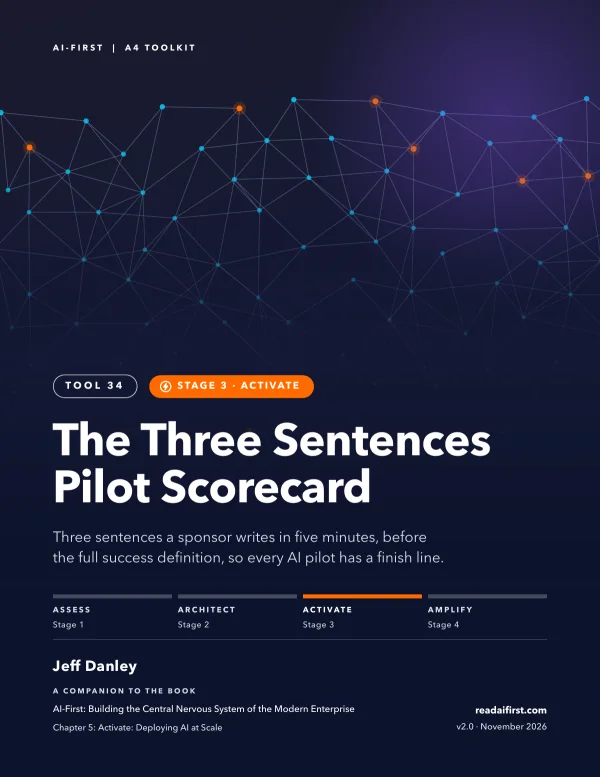 AI-FIRST | A4 TOOLKIT
TOOL 34
STAGE 3 · ACTIVATE
The Three Sentences
Pilot Scorecard
Three sentences a sponsor writes in five minutes, before
the full success definition, so every AI pilot has a finish line.
ASSESS
Stage 1
ARCHITECT
Stage 2
ACTIVATE
Stage 3
AMPLIFY
Stage 4
Jeff Danley
A COMPANION TO THE BOOK
AI-First: Building the Central Nervous System of the Modern Enterprise
Chapter 5: Activate: Deploying AI at Scale
readaifirst.com
v2.0 · November 2026